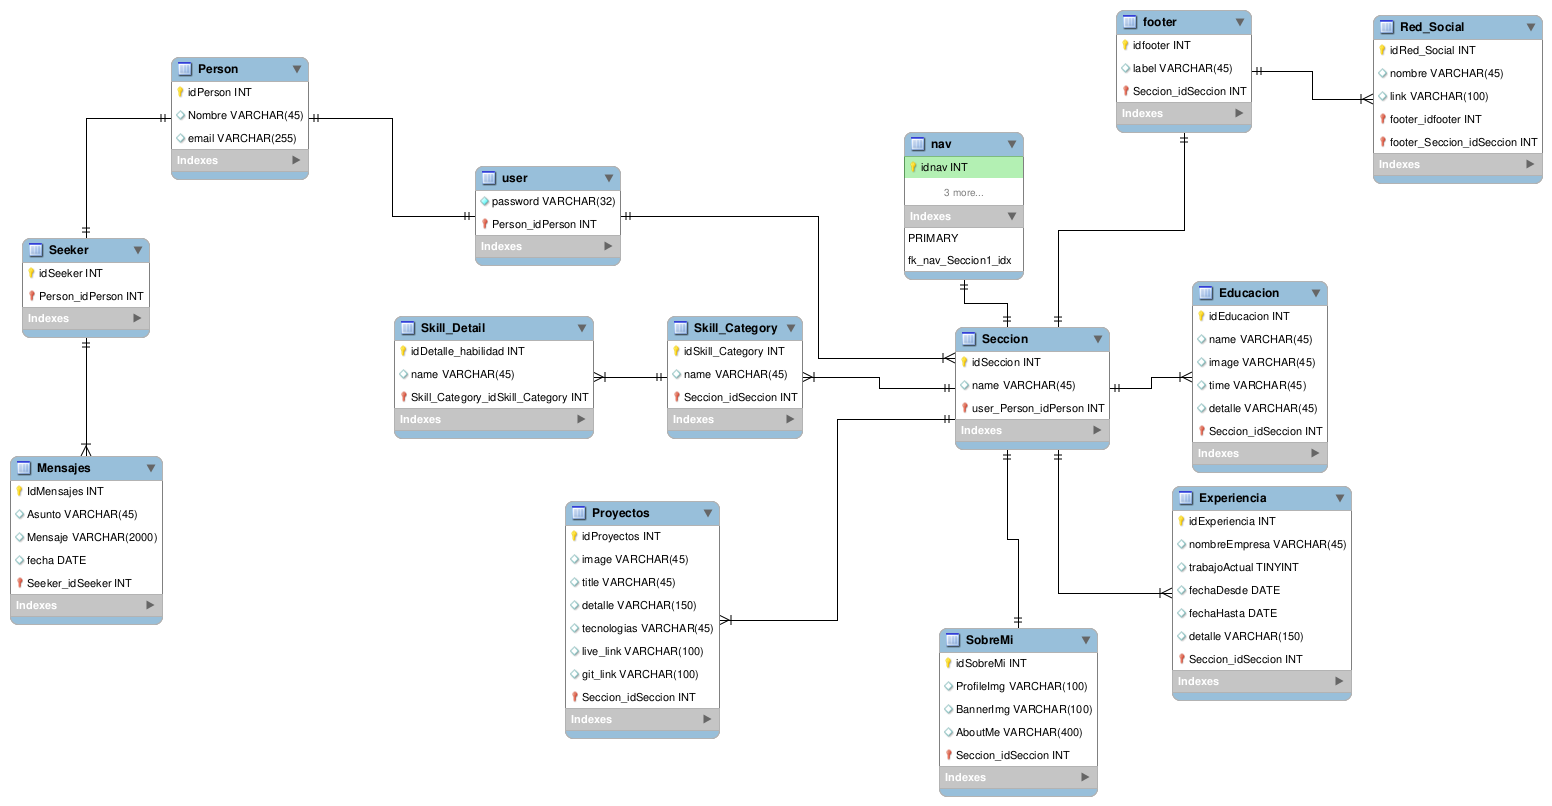 Person
idPerson INT
Nombre VARCHAR(45)
email VARCHAR(255)
Indexes
Seeker
idSeeker INT
Person_idPerson INT
Indexes
Mensajes
IdMensajes INT
Asunto VARCHAR(45)
Mensaje VARCHAR(2000)
fecha DATE
Seeker_idSeeker INT
Indexes
user
password VARCHAR(32)
Person_idPerson INT
Indexes
Skill_Detail
idDetalle_habilidad INT
name VARCHAR(45)
Skill_Category_idSkill_Category INT
Indexes
Skill_Category
idSkill_Category INT
name VARCHAR(45)
Seccion_idSeccion INT
Indexes
Proyectos
idProyectos INT
image VARCHAR(45)
title VARCHAR(45)
detalle VARCHAR(150)
tecnologias VARCHAR(45)
live_link VARCHAR(100)
git_link VARCHAR(100)
Seccion_idSeccion INT
Indexes
nav
idnav INT
3 more...
Indexes
PRIMARY
fk_nav_Seccion1_idx
Seccion
idSeccion INT
name VARCHAR(45)
user_Person_idPerson INT
Indexes
SobreMi
idSobreMi INT
ProfileImg VARCHAR(100)
BannerImg VARCHAR(100)
AboutMe VARCHAR(400)
Seccion_idSeccion INT
Indexes
footer
idfooter INT
label VARCHAR(45)
Seccion_idSeccion INT
Indexes
Red_Social
idRed_Social INT
nombre VARCHAR(45)
link VARCHAR(100)
footer_idfooter INT
footer_Seccion_idSeccion INT
Indexes
Educacion
idEducacion INT
name VARCHAR(45)
image VARCHAR(45)
time VARCHAR(45)
detalle VARCHAR(45)
Seccion_idSeccion INT
Indexes
Experiencia
idExperiencia INT
nombreEmpresa VARCHAR(45)
trabajoActual TINYINT
fechaDesde DATE
fechaHasta DATE
detalle VARCHAR(150)
Seccion_idSeccion INT
Indexes